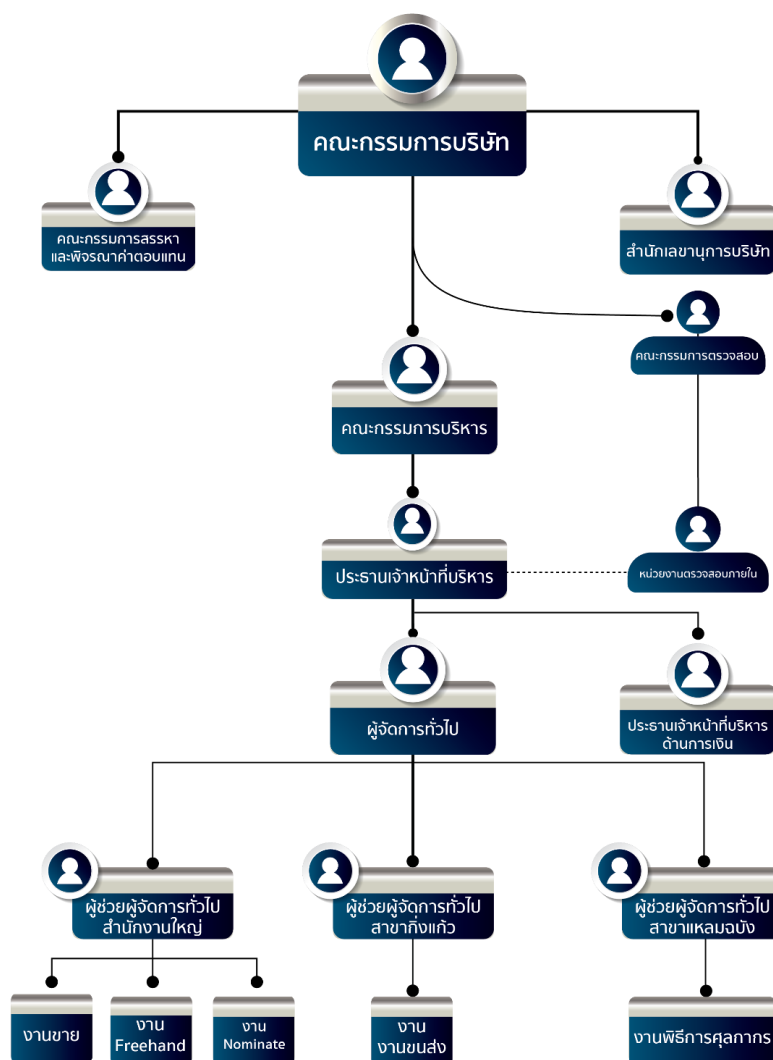 คณะกรรมการบริษัท
คณะกรรมการสรรหา
และพิจรณาค่าตอบแทน
สำนักเลขานุการบริษัท
คณะกรรมการตรวจสอบ
คณะกรรมการบริหาร
ประธานเจ้าหน้าที่บริหาร
หน่วยงานตรวจสอบภายใน
ผู้จัดการทั่วไป
ประธานเจ้าหน้าที่บริหาร
ด้านการเงิน
ผู้ช่วยผู้จัดการทั่วไป
สำนักงานใหญ่
ผู้ช่วยผู้จัดการทั่วไป
สาขากิ่งแก้ว
ผู้ช่วยผู้จัดการทั่วไป
สาขาแหลมฉบัง
งานขาย
งาน
Freehand
งาน
Nominate
งาน
งานขนส่ง
งานพิธีการศุลกากร